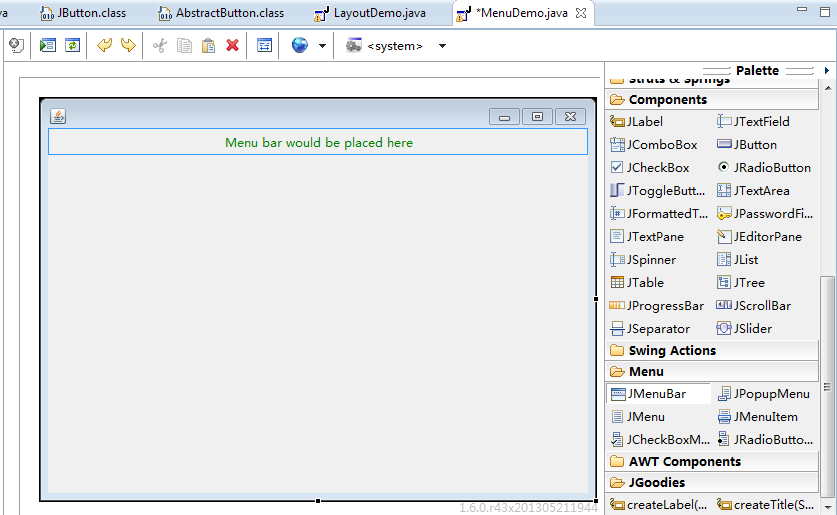 va JButton.class AbstractButton.class LayoutDemo.java *MenuDemo.java
<system>
Palette
Struts & Springs
Components
JLabel JTextField
JComboBox JButton
JCheckBox JRadioButton
JToggleButt... JTextArea
JFormattedT... JPasswordFi...
JTextPane JEditorPane
JSpinner JList
JTable JTree
JProgressBar JScrollBar
JSeparator JSlider
Swing Actions
Menu
JMenuBar JPopupMenu
JMenu JMenuItem
JCheckBoxM... JRadioButto...
AWT Components
JGoodies
createLabel(... createTitle(S...
Menu bar would be placed here
1.6.0.r43x201305211944